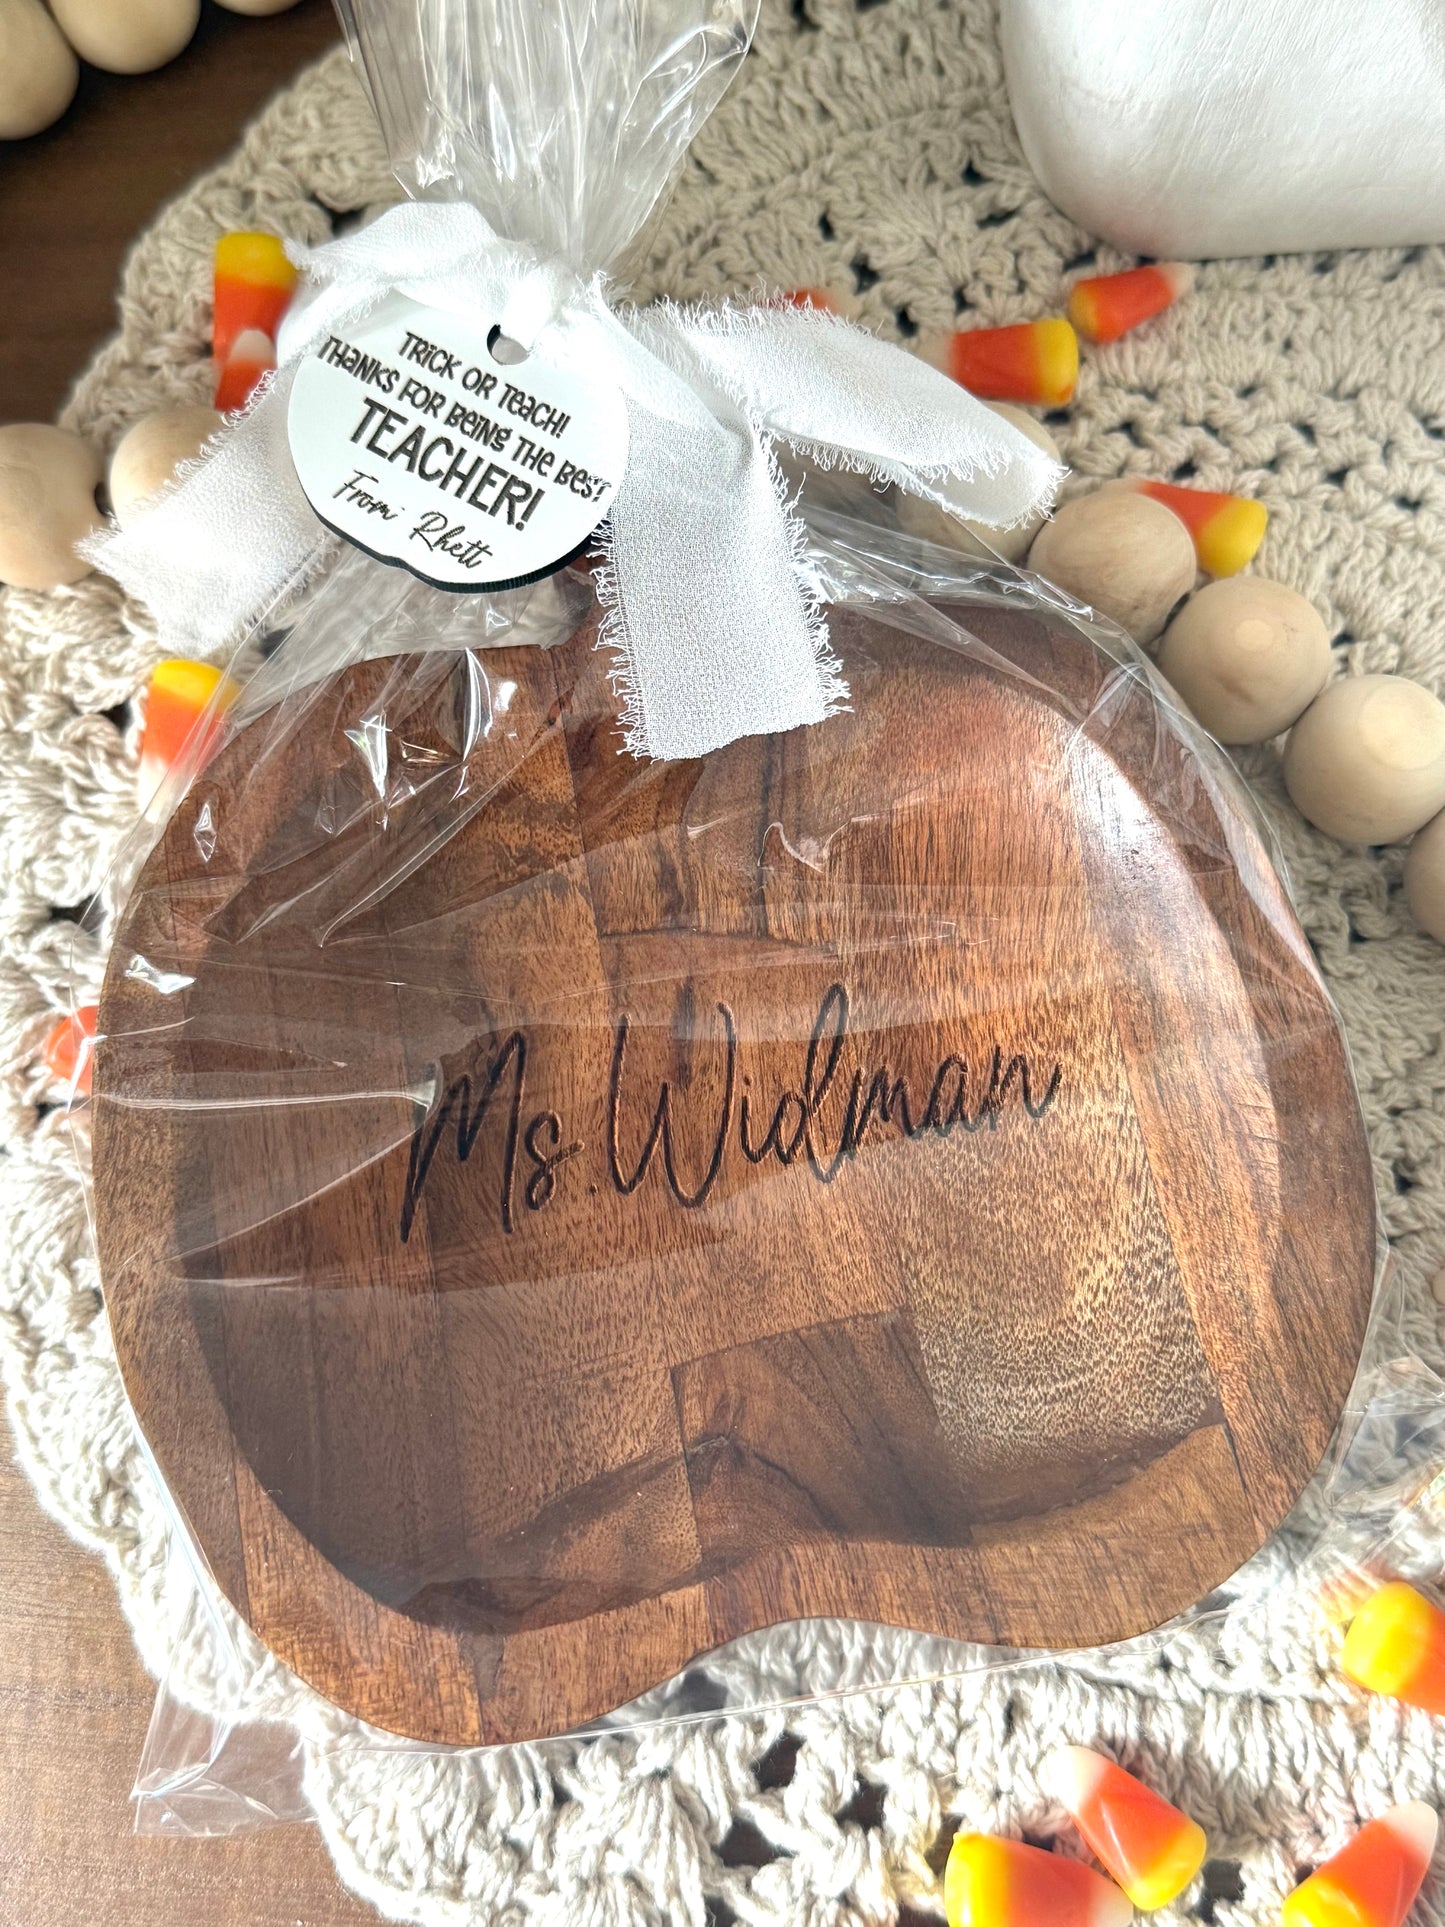 TRICK OR TEACH!
THANKS FOR BEING THE BEST
TEACHER!
From: Rhett
Ms. Widman